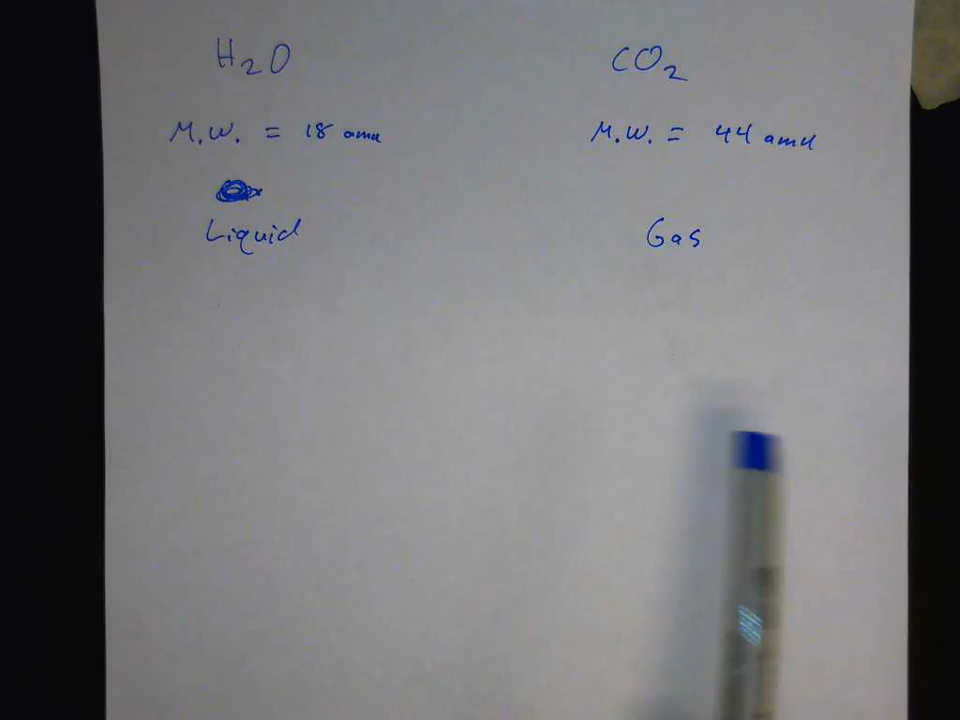 H₂O CO₂
M.W. = 18 amu M.W. = 44 amu
Liquid Gas